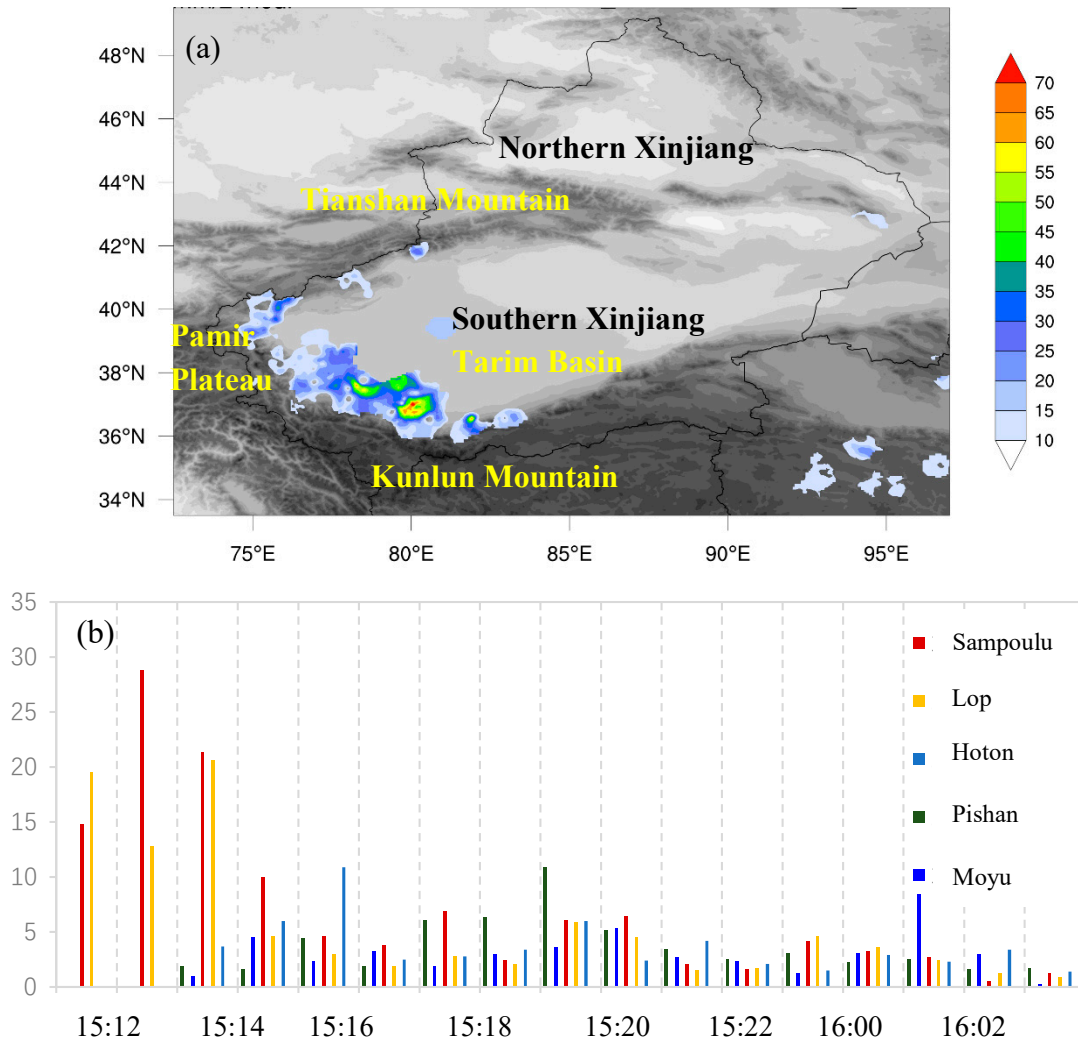 (a)
48°N
46°N
44°N
42°N
40°N
38°N
36°N
34°N
Northern Xinjiang
Tianshan Mountain
Southern Xinjiang
Pamir
Plateau
Tarim Basin
Kunlun Mountain
75°E 80°E 85°E 90°E 95°E
70
65
60
55
50
45
40
35
30
25
20
15
10
(b)
35
30
25
20
15
10
5
0
Sampoulu
Lop
Hoton
Pishan
Moyu
15:12 15:14 15:16 15:18 15:20 15:22 16:00 16:02